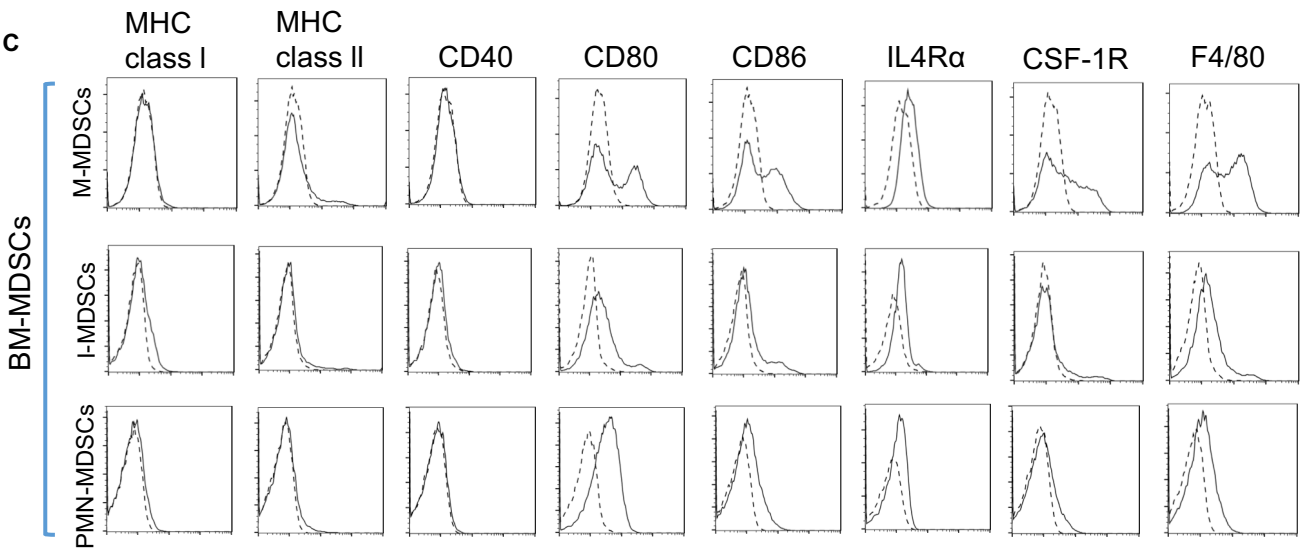 C
MHC
class I
MHC
class II
CD40
CD80
CD86
IL4Rα
CSF-1R
F4/80
BM-MDSCs
M-MDSCs
I-MDSCs
PMN-MDSCs